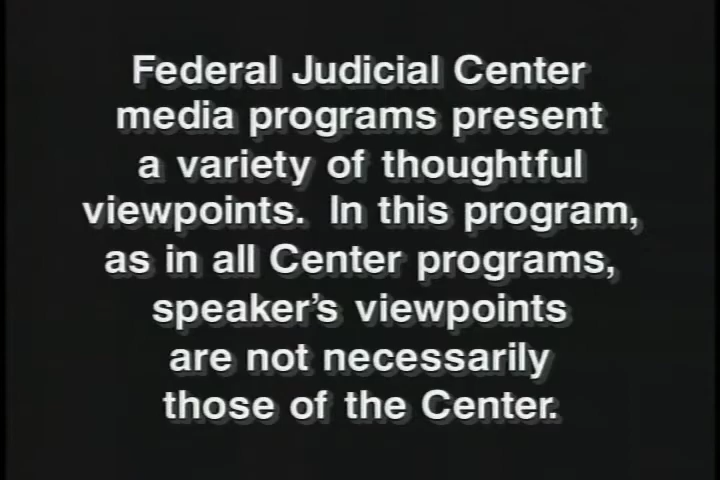 Federal Judicial Center
media programs present
a variety of thoughtful
viewpoints.  In this program,
as in all Center programs,
speaker’s viewpoints
are not necessarily
those of the Center.